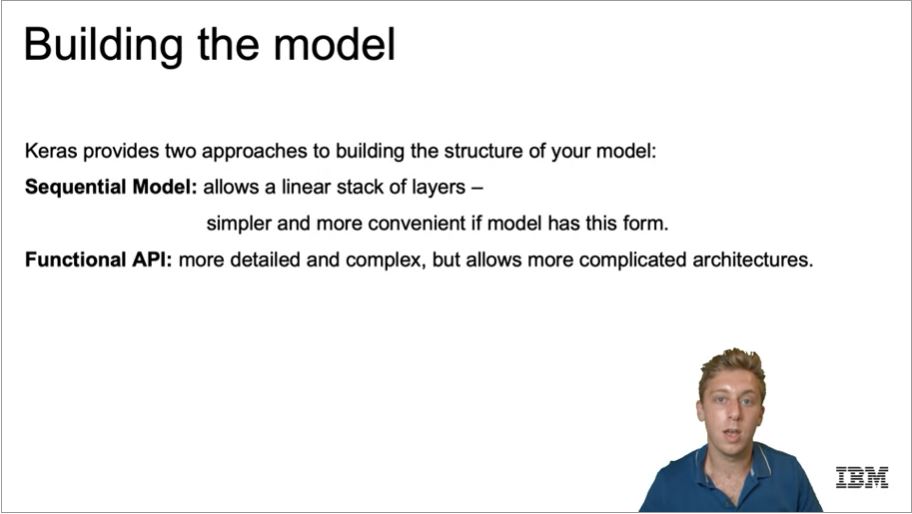 Building the model
Keras provides two approaches to building the structure of your model:
Sequential Model: allows a linear stack of layers –
simpler and more convenient if model has this form.
Functional API: more detailed and complex, but allows more complicated architectures.
IBM